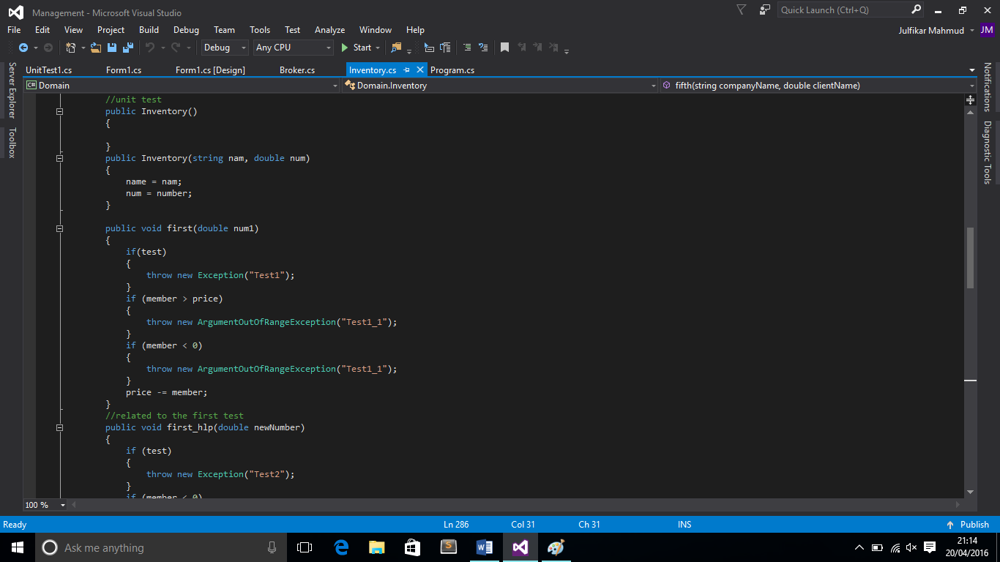 Management - Microsoft Visual Studio
Quick Launch (Ctrl+Q)
File Edit View Project Build Debug Team Tools Test Analyze Window Help
Julfikar Mahmud JM
Debug Any CPU Start
Server Explorer
Toolbox
UnitTest1.cs Form1.cs Form1.cs [Design] Broker.cs Inventory.cs Program.cs
C# Domain Domain.Inventory fifth(string companyName, double clientName)
//unit test
public Inventory()
{
}
public Inventory(string nam, double num)
{
name = nam;
num = number;
}
public void first(double num1)
{
if(test)
{
throw new Exception("Test1");
}
if (member > price)
{
throw new ArgumentOutOfRangeException("Test1_1");
}
if (member < 0)
{
throw new ArgumentOutOfRangeException("Test1_1");
}
price -= member;
}
//related to the first test
public void first_hlp(double newNumber)
{
if (test)
{
throw new Exception("Test2");
}
if (member < 0)
Notifications
Diagnostic Tools
100 %
Ready Ln 286 Col 31 Ch 31 INS Publish
Ask me anything
21:14
20/04/2016